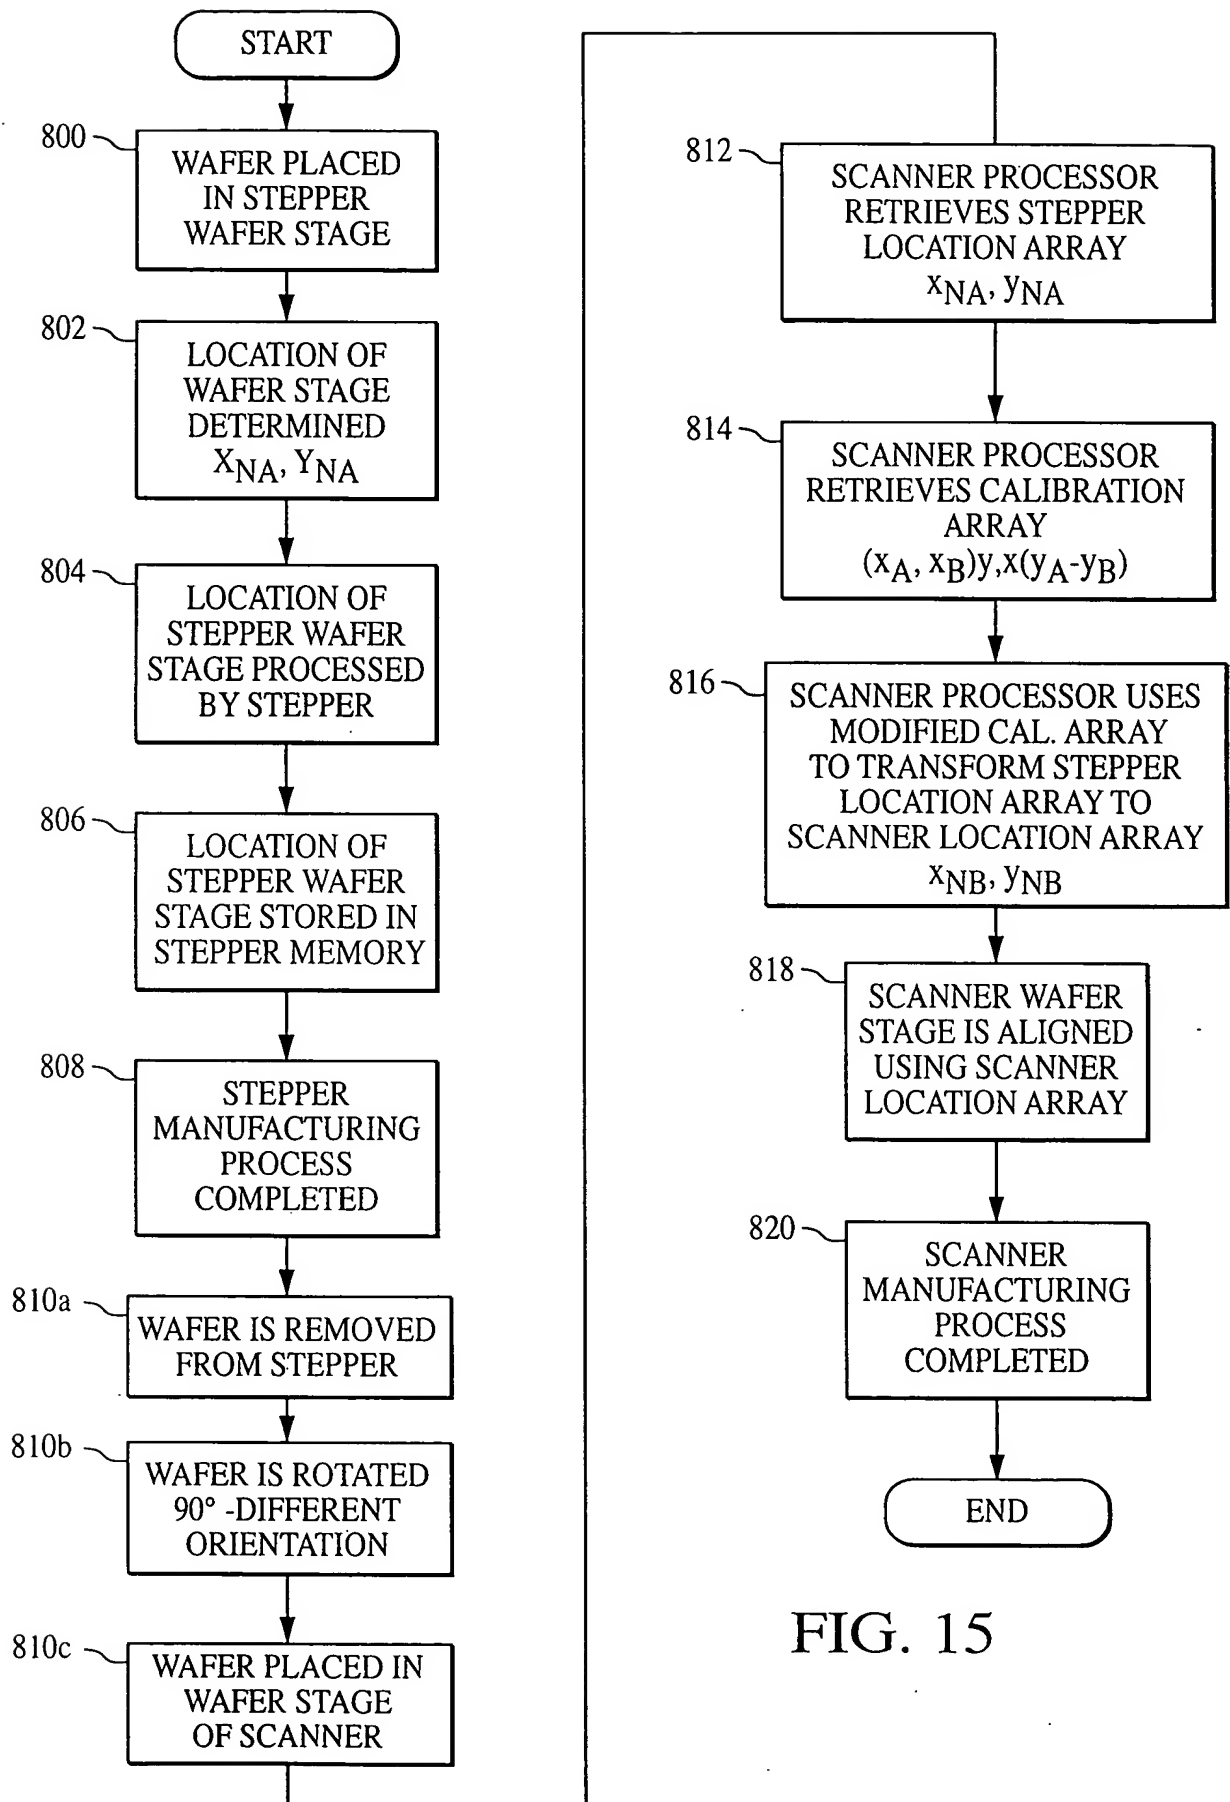 START
800
WAFER PLACED
IN STEPPER
WAFER STAGE
802
LOCATION OF
WAFER STAGE
DETERMINED
XNA, YNA
804
LOCATION OF
STEPPER WAFER
STAGE PROCESSED
BY STEPPER
806
LOCATION OF
STEPPER WAFER
STAGE STORED IN
STEPPER MEMORY
808
STEPPER
MANUFACTURING
PROCESS
COMPLETED
810a
WAFER IS REMOVED
FROM STEPPER
810b
WAFER IS ROTATED
90° -DIFFERENT
ORIENTATION
810c
WAFER PLACED IN
WAFER STAGE
OF SCANNER
812
SCANNER PROCESSOR
RETRIEVES STEPPER
LOCATION ARRAY
xNA, yNA
814
SCANNER PROCESSOR
RETRIEVES CALIBRATION
ARRAY
(xA, xB)y,x(yA-yB)
816
SCANNER PROCESSOR USES
MODIFIED CAL. ARRAY
TO TRANSFORM STEPPER
LOCATION ARRAY TO
SCANNER LOCATION ARRAY
xNB, yNB
818
SCANNER WAFER
STAGE IS ALIGNED
USING SCANNER
LOCATION ARRAY
820
SCANNER
MANUFACTURING
PROCESS
COMPLETED
END
FIG. 15